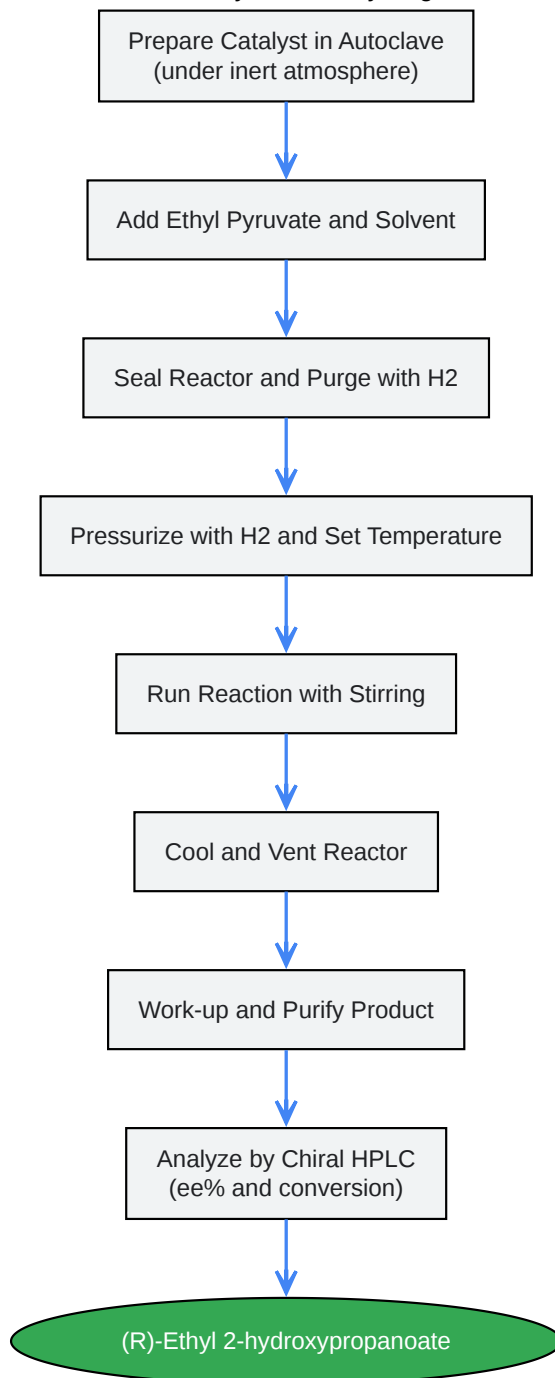 Prepare Catalyst in Autoclave
(under inert atmosphere)
Add Ethyl Pyruvate and Solvent
Seal Reactor and Purge with H2
Pressurize with H2 and Set Temperature
Run Reaction with Stirring
Cool and Vent Reactor
Work-up and Purify Product
Analyze by Chiral HPLC
(ee% and conversion)
(R)-Ethyl 2-hydroxypropanoate